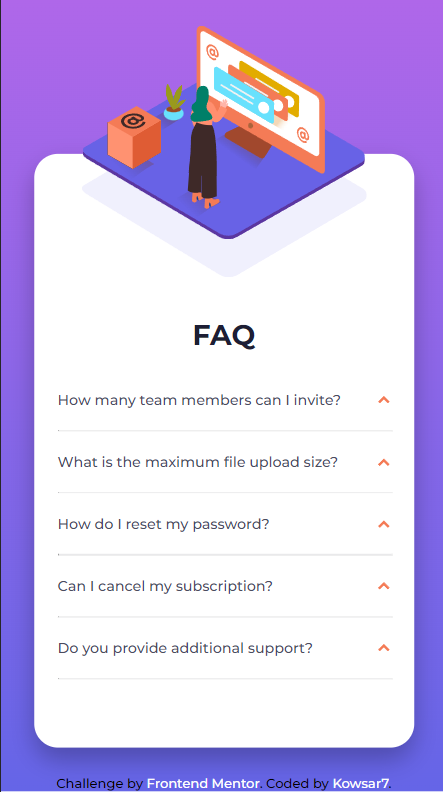 FAQ
How many team members can I invite?
What is the maximum file upload size?
How do I reset my password?
Can I cancel my subscription?
Do you provide additional support?
Challenge by Frontend Mentor. Coded by Kowsar7.